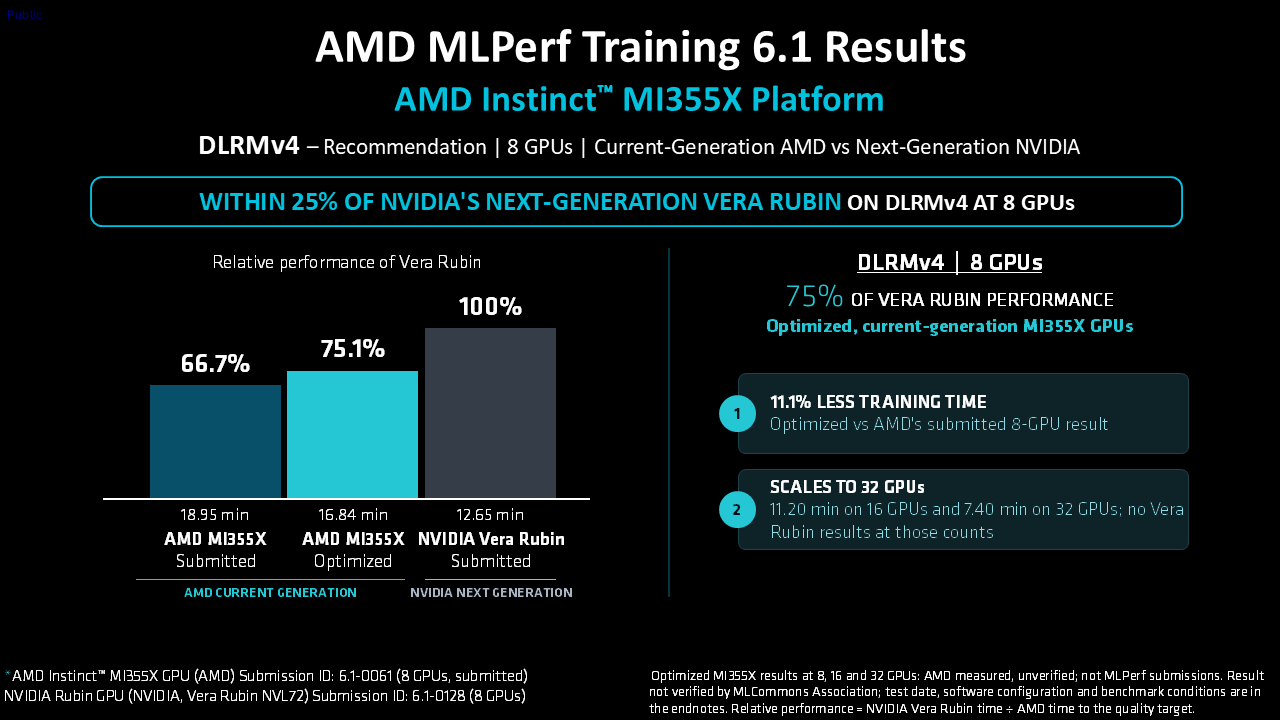 Public
AMD MLPerf Training 6.1 Results
AMD Instinct™ MI355X Platform
DLRMv4 – Recommendation | 8 GPUs | Current-Generation AMD vs Next-Generation NVIDIA
WITHIN 25% OF NVIDIA'S NEXT-GENERATION VERA RUBIN ON DLRMv4 AT 8 GPUs
Relative performance of Vera Rubin
66.7%
75.1%
100%
18.95 min
AMD MI355X
Submitted
16.84 min
AMD MI355X
Optimized
12.65 min
NVIDIA Vera Rubin
Submitted
AMD CURRENT GENERATION
NVIDIA NEXT GENERATION
DLRMv4 | 8 GPUs
75% OF VERA RUBIN PERFORMANCE
Optimized, current-generation MI355X GPUs
1
11.1% LESS TRAINING TIME
Optimized vs AMD's submitted 8-GPU result
2
SCALES TO 32 GPUs
11.20 min on 16 GPUs and 7.40 min on 32 GPUs; no Vera
Rubin results at those counts
*AMD Instinct™ MI355X GPU (AMD) Submission ID: 6.1-0061 (8 GPUs, submitted)
NVIDIA Rubin GPU (NVIDIA, Vera Rubin NVL72) Submission ID: 6.1-0128 (8 GPUs)
Optimized MI355X results at 8, 16 and 32 GPUs: AMD measured, unverified; not MLPerf submissions. Result
not verified by MLCommons Association; test date, software configuration and benchmark conditions are in
the endnotes. Relative performance = NVIDIA Vera Rubin time ÷ AMD time to the quality target.